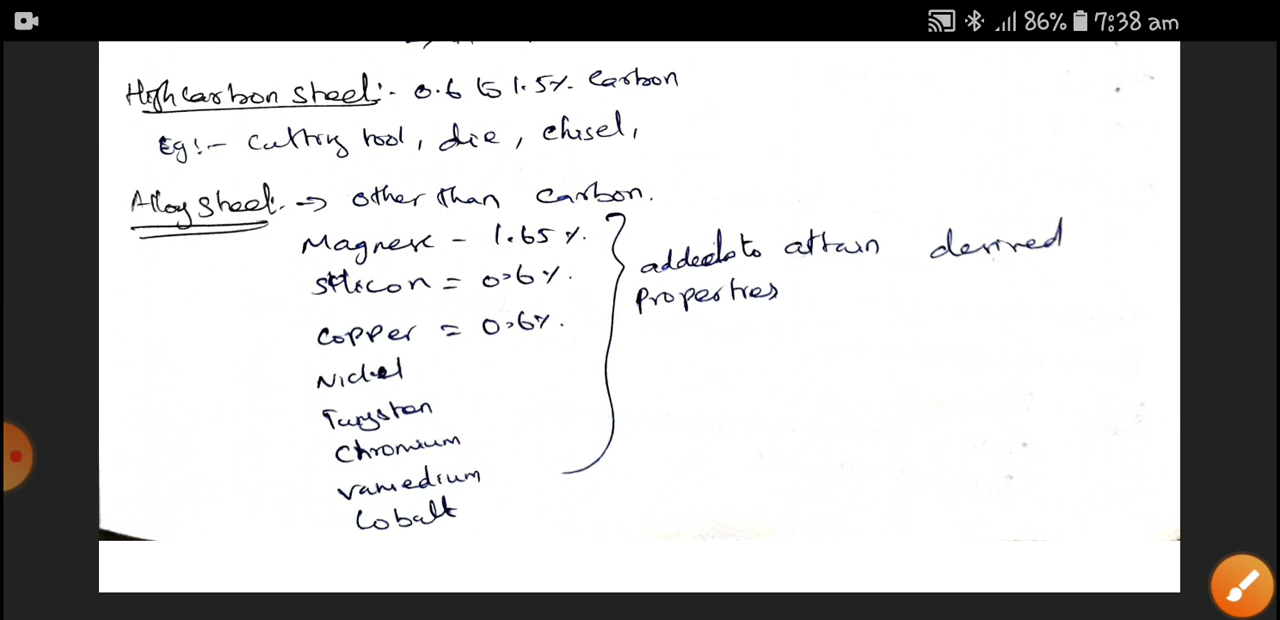 86% 7:38 am
High carbon steel:- 0.6 to 1.5%. Carbon
Eg:- Cutting tool, die, chisel,
Alloy steel:- → other than carbon.
Magnese - 1.65 %.
silicon = 0.6%.
added to attain desired
properties
copper = 0.6%.
Nickel
Tungsten
Chromium
vanedium
Cobalt